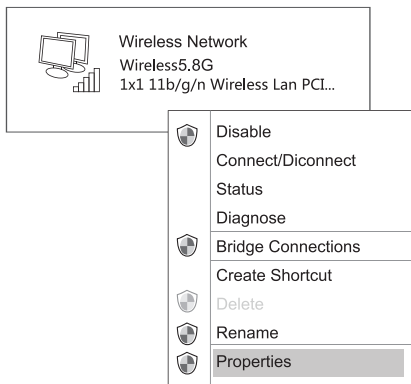 Wireless Network
Wireless5.8G
1x1 11b/g/n Wireless Lan PCI...
Disable
Connect/Diconnect
Status
Diagnose
Bridge Connections
Create Shortcut
Delete
Rename
Properties